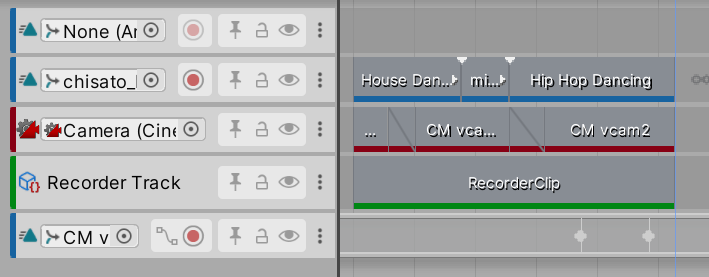 None (Ar
chisato_
House Dan...
mi...
Hip Hop Dancing
Camera (Cine
...
CM vca...
CM vcam2
Recorder Track
RecorderClip
CM v